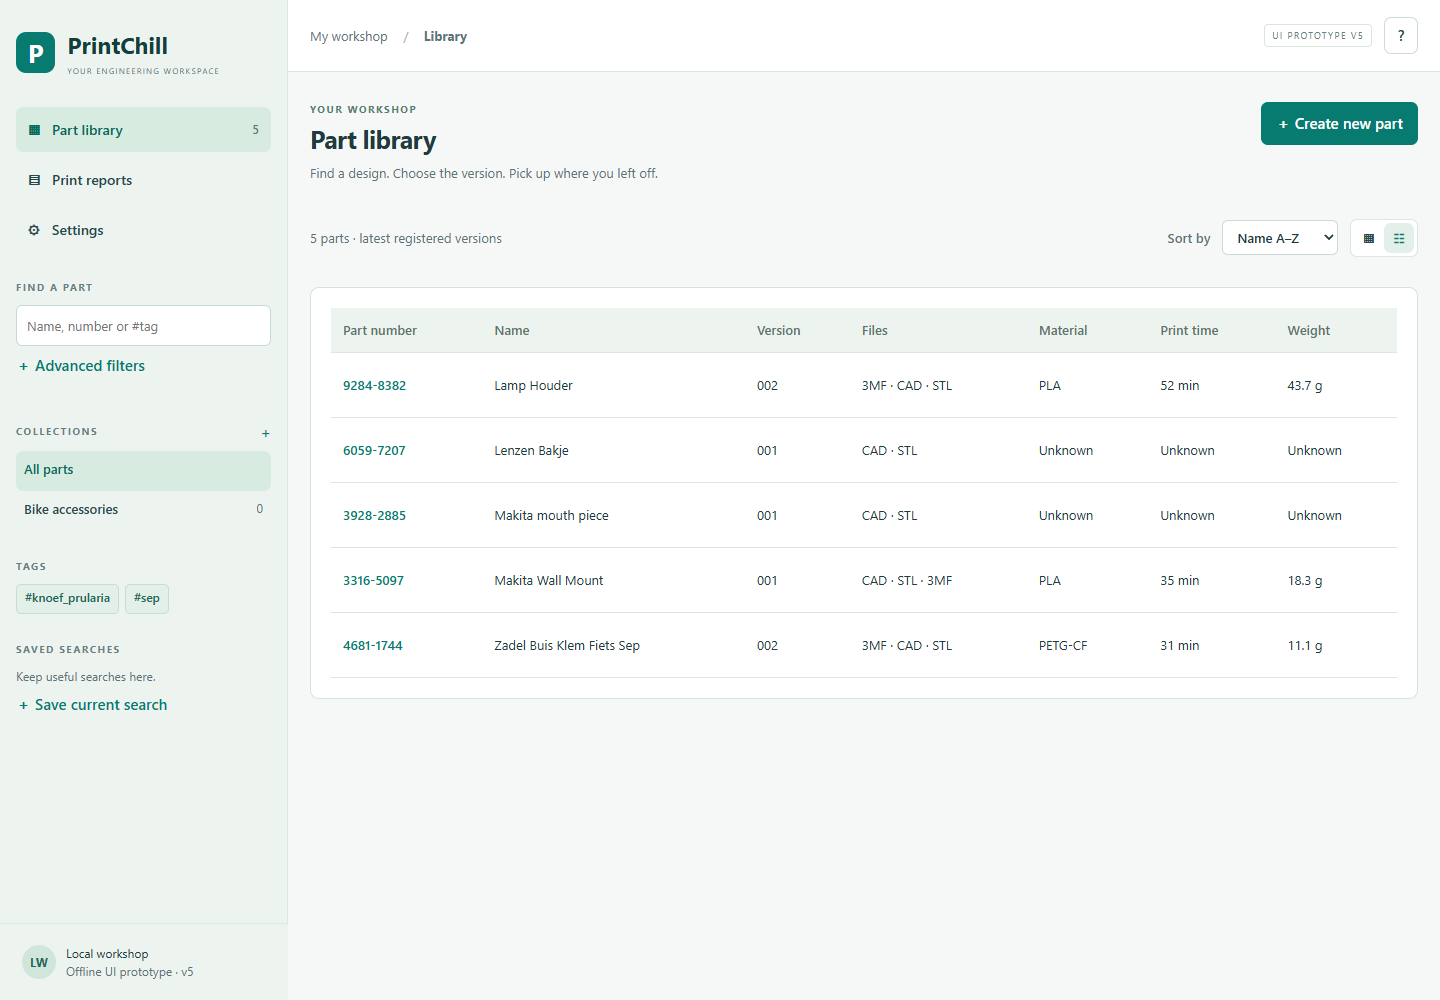 P PrintChill
YOUR ENGINEERING WORKSPACE
Part library 5
Print reports
Settings
FIND A PART
Name, number or #tag
+ Advanced filters
COLLECTIONS +
All parts
Bike accessories 0
TAGS
#knoef_prularia #sep
SAVED SEARCHES
Keep useful searches here.
+ Save current search
LW Local workshop
Offline UI prototype · v5
My workshop / Library
UI PROTOTYPE V5 ?
YOUR WORKSHOP
Part library
+ Create new part
Find a design. Choose the version. Pick up where you left off.
5 parts · latest registered versions
Sort by Name A–Z
Part number Name Version Files Material Print time Weight
9284-8382 Lamp Houder 002 3MF · CAD · STL PLA 52 min 43.7 g
6059-7207 Lenzen Bakje 001 CAD · STL Unknown Unknown Unknown
3928-2885 Makita mouth piece 001 CAD · STL Unknown Unknown Unknown
3316-5097 Makita Wall Mount 001 CAD · STL · 3MF PLA 35 min 18.3 g
4681-1744 Zadel Buis Klem Fiets Sep 002 3MF · CAD · STL PETG-CF 31 min 11.1 g